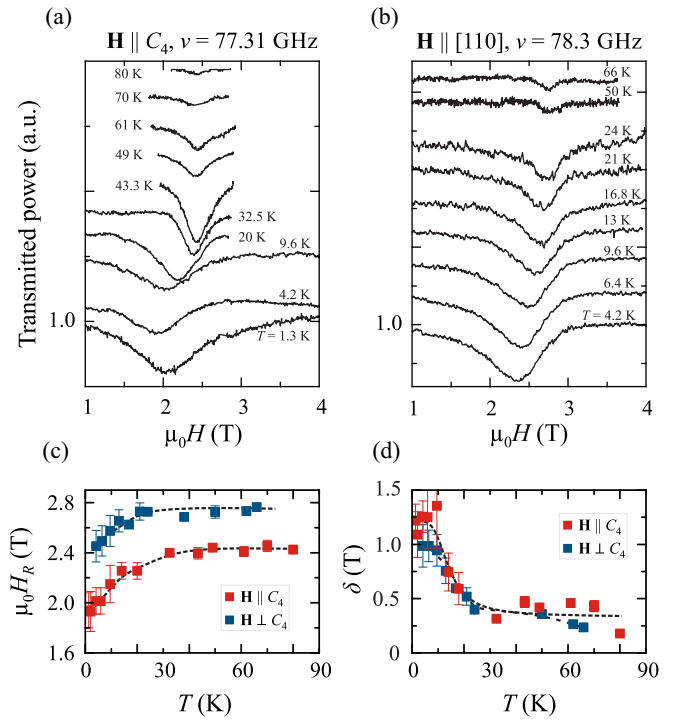 (a)
H ∥ C₄, ν = 77.31 GHz
80 K
70 K
61 K
49 K
43.3 K
32.5 K
20 K
9.6 K
4.2 K
T = 1.3 K
Transmitted power (a.u.)
1.0
1 2 3 4
μ₀H (T)
(b)
H ∥ [110], ν = 78.3 GHz
66 K
50 K
24 K
21 K
16.8 K
13 K
9.6 K
6.4 K
T = 4.2 K
1.0
1 2 3 4
μ₀H (T)
(c)
μ₀H_R (T)
2.8
2.4
2.0
1.6
H ∥ C₄
H ⊥ C₄
0 30 60 90
T (K)
(d)
δ (T)
1.5
1.0
0.5
0
H ∥ C₄
H ⊥ C₄
0 30 60 90
T (K)